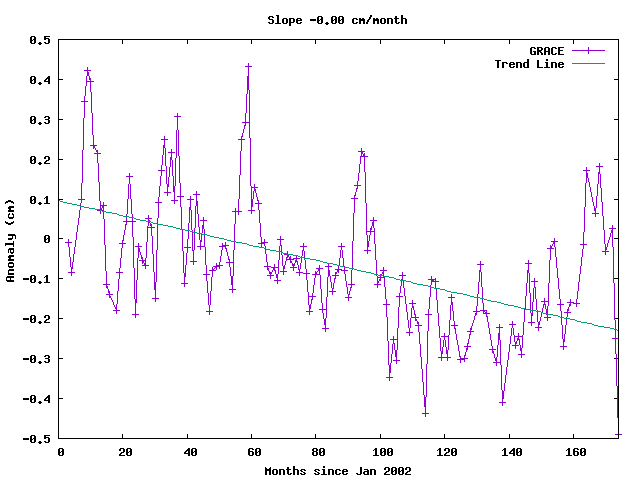 Slope -0.00 cm/month
GRACE
Trend Line
0.5
0.4
0.3
0.2
0.1
0
-0.1
-0.2
-0.3
-0.4
-0.5
Anomaly (cm)
0 20 40 60 80 100 120 140 160
Months since Jan 2002